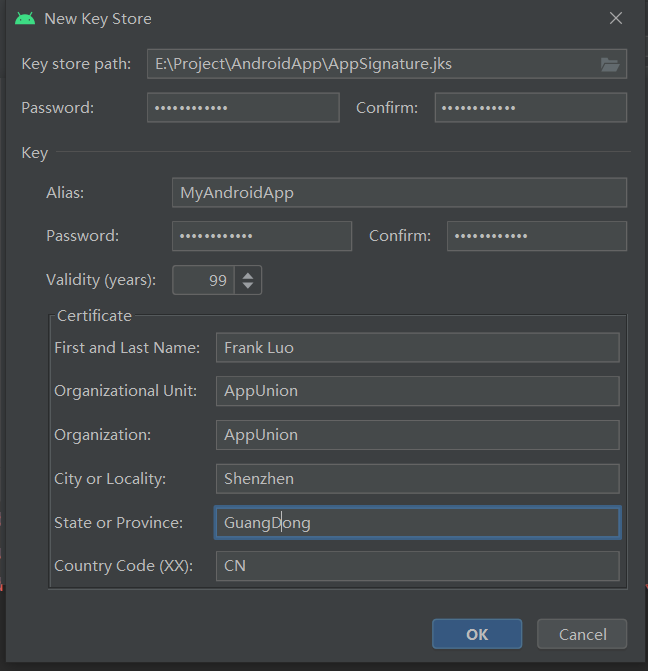 New Key Store
Key store path: E:\Project\AndroidApp\AppSignature.jks
Password: •••••••••••• Confirm: ••••••••••••
Key
Alias: MyAndroidApp
Password: •••••••••••• Confirm: ••••••••••••
Validity (years): 99
Certificate
First and Last Name: Frank Luo
Organizational Unit: AppUnion
Organization: AppUnion
City or Locality: Shenzhen
State or Province: GuangDong
Country Code (XX): CN
OK Cancel